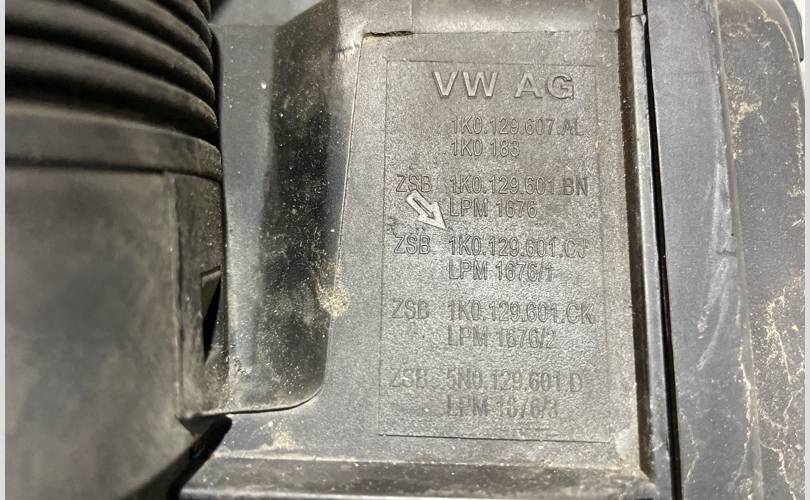 VW AG
1K0.129.607.AL
1K0 183
ZSB 1K0.129.601.BN
LPM 1676
ZSB 1K0.129.601.CJ
LPM 1676/1
ZSB 1K0.129.601.CK
LPM 1676/2
ZSB 5N0.129.601
LPM 1676/3